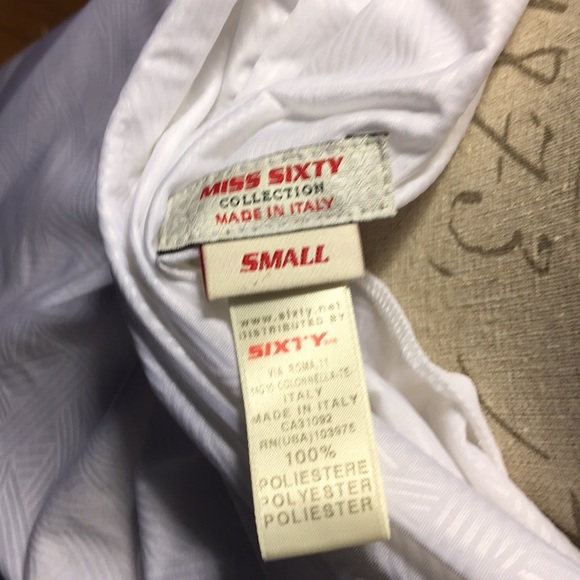 MISS SIXTY
COLLECTION
MADE IN ITALY
SMALL
www.sixty.net
DISTRIBUTED BY
SIXTY
VIA ROMA, 11
ITALY
MADE IN ITALY
CA31092
RN(USA)103975
100%
POLIESTERE
POLYESTER
POLIESTER